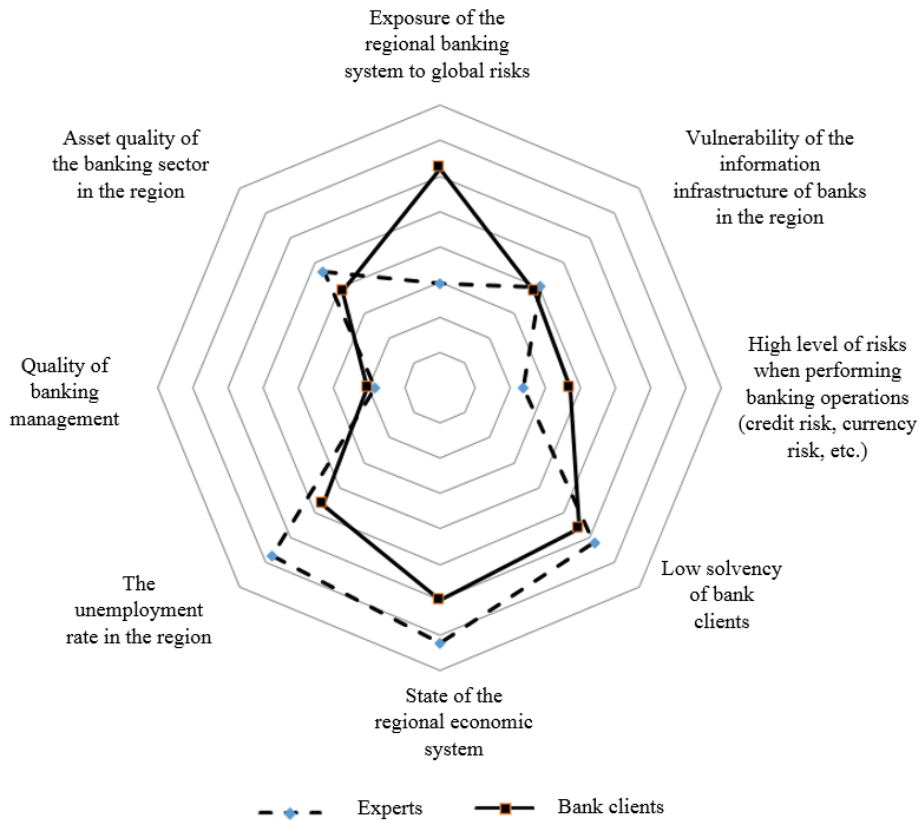 Exposure of the
regional banking
system to global risks
Asset quality of
the banking sector
in the region
Vulnerability of the
information
infrastructure of banks
in the region
Quality of
banking
management
High level of risks
when performing
banking operations
(credit risk, currency
risk, etc.)
The
unemployment
rate in the region
Low solvency
of bank
clients
State of the
regional economic
system
Experts
Bank clients